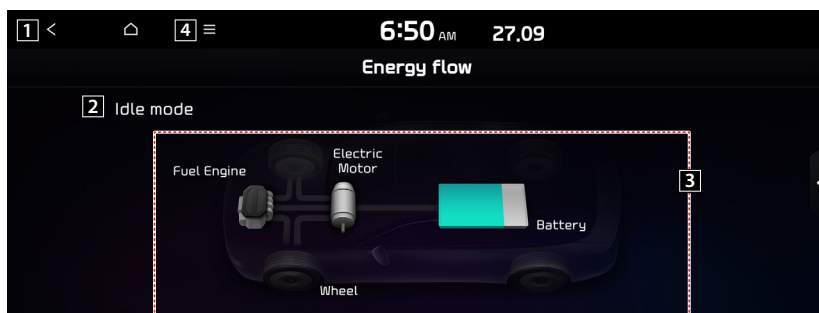 1 4 6:50 AM 27.09
Energy flow
2 Idle mode
Electric
Motor
Fuel Engine
3
Battery
Wheel